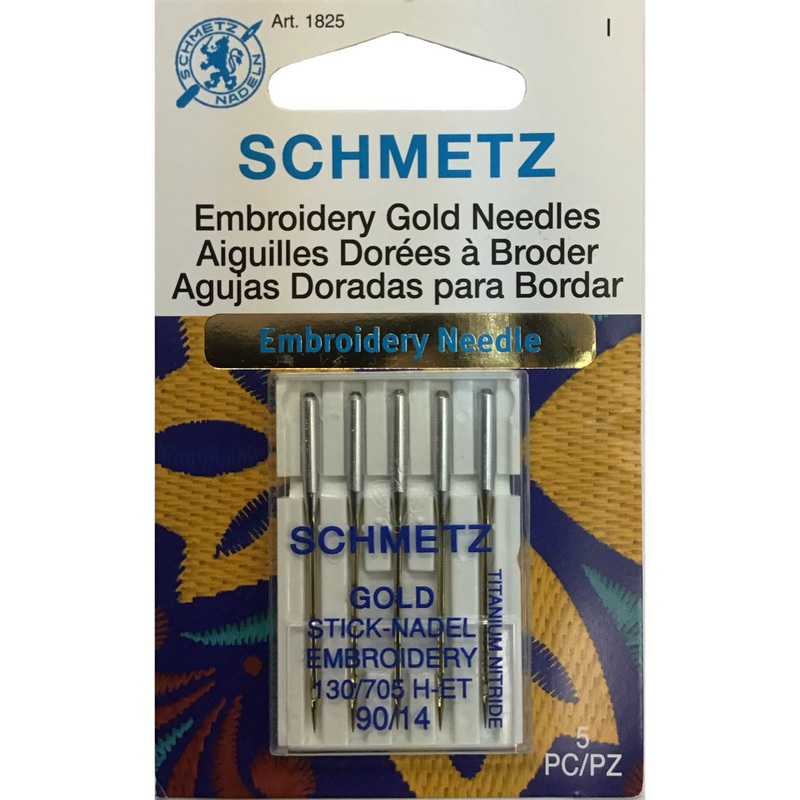 SCHMETZ
NADELN
Art. 1825
I
SCHMETZ
Embroidery Gold Needles
Aiguilles Dorées à Broder
Agujas Doradas para Bordar
Embroidery Needle
SCHMETZ
GOLD
STICK-NADEL
EMBROIDERY
130/705 H-ET
90/14
TITANIUM NITRIDE
5
PC/PZ